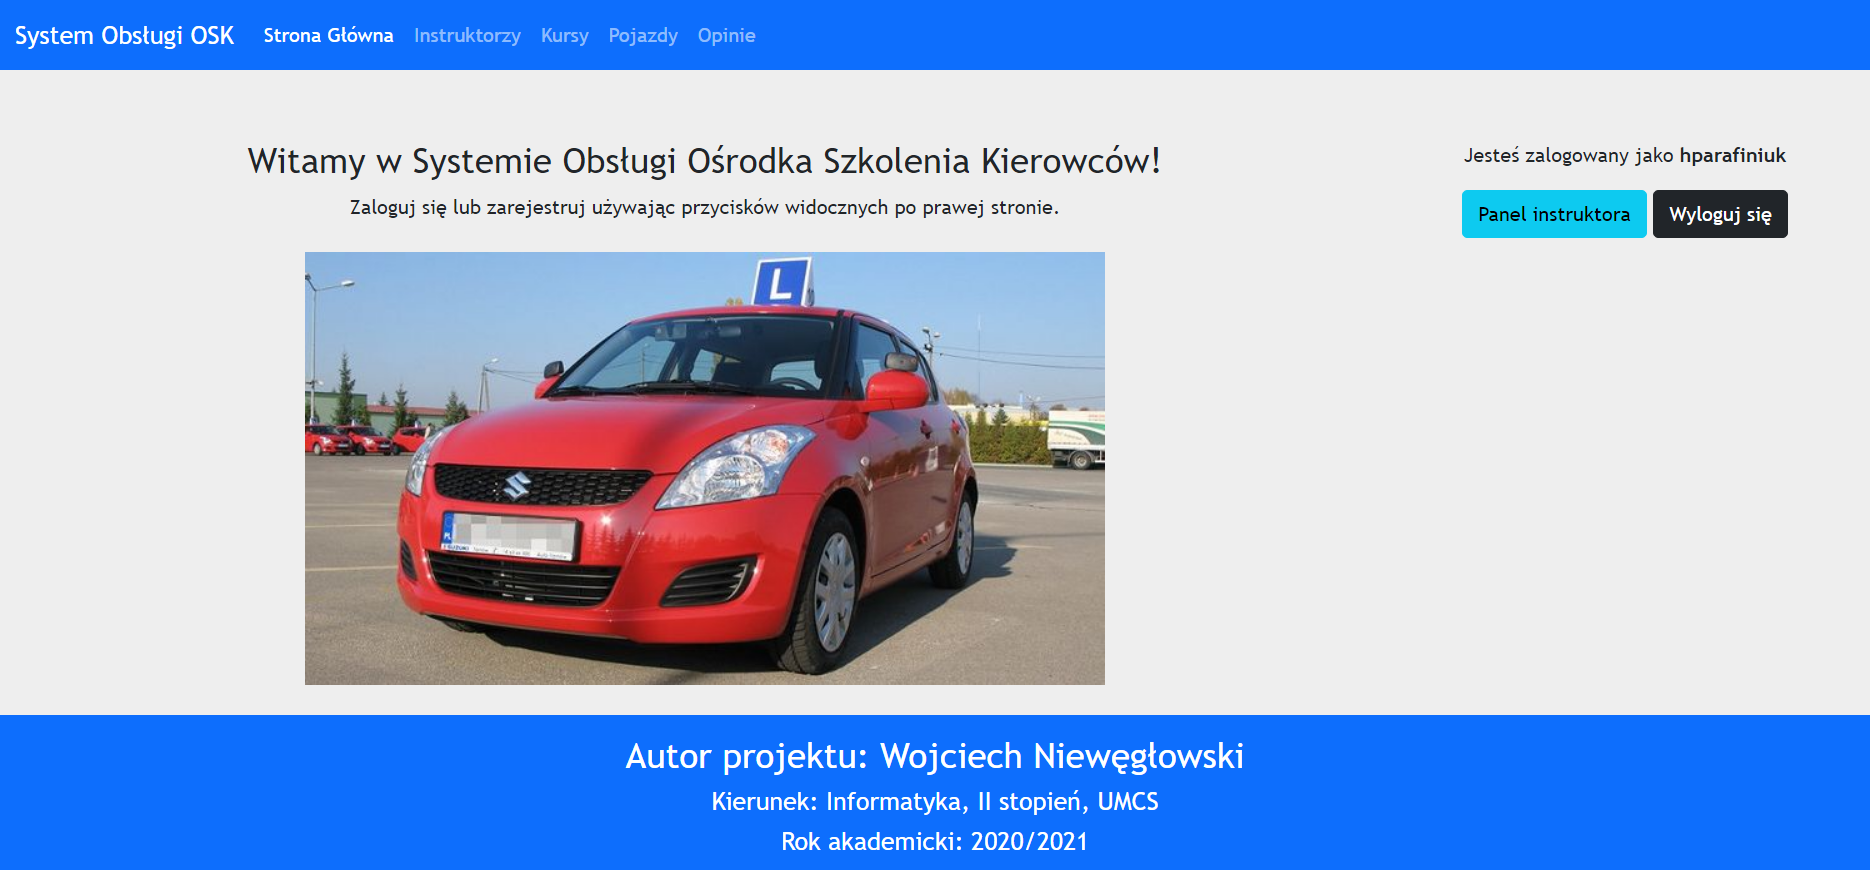 System Obsługi OSK Strona Główna Instruktorzy Kursy Pojazdy Opinie
Witamy w Systemie Obsługi Ośrodka Szkolenia Kierowców!
Zaloguj się lub zarejestruj używając przycisków widocznych po prawej stronie.
Jesteś zalogowany jako hparafiniuk
Panel instruktora Wyloguj się
L
PL
Autor projektu: Wojciech Niewęgłowski
Kierunek: Informatyka, II stopień, UMCS
Rok akademicki: 2020/2021